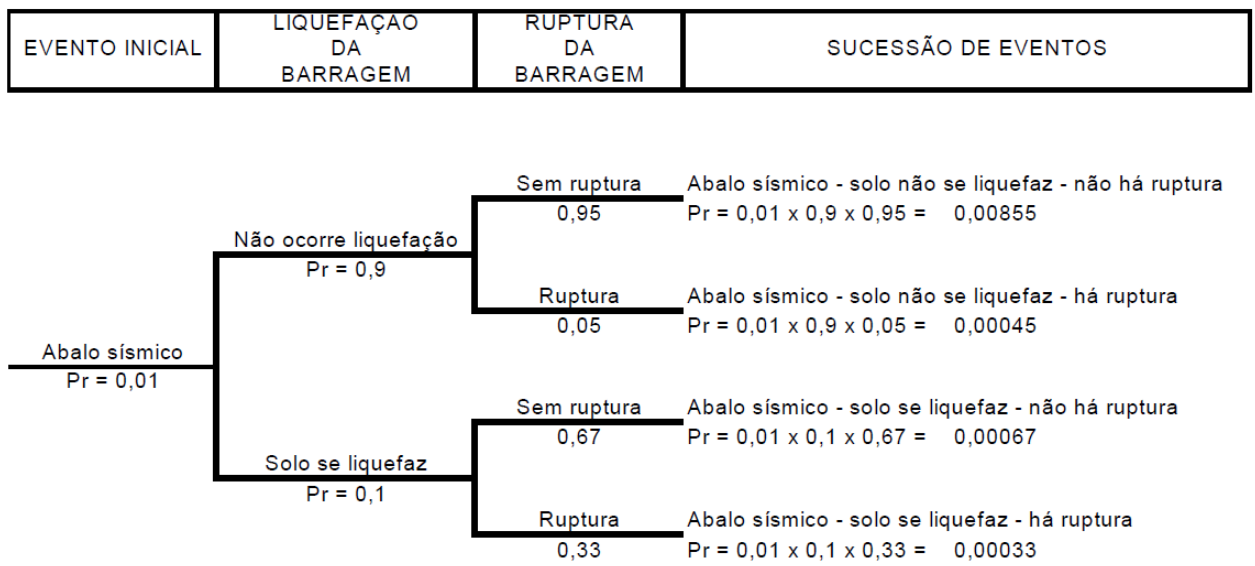 EVENTO INICIAL
LIQUEFAÇÃO
DA
BARRAGEM
RUPTURA
DA
BARRAGEM
SUCESSÃO DE EVENTOS
Sem ruptura
0,95
Abalo sísmico - solo não se liquefaz - não há ruptura
Pr = 0,01 x 0,9 x 0,95 = 0,00855
Não ocorre liquefação
Pr = 0,9
Ruptura
0,05
Abalo sísmico - solo não se liquefaz - há ruptura
Pr = 0,01 x 0,9 x 0,05 = 0,00045
Abalo sísmico
Pr = 0,01
Sem ruptura
0,67
Abalo sísmico - solo se liquefaz - não há ruptura
Pr = 0,01 x 0,1 x 0,67 = 0,00067
Solo se liquefaz
Pr = 0,1
Ruptura
0,33
Abalo sísmico - solo se liquefaz - há ruptura
Pr = 0,01 x 0,1 x 0,33 = 0,00033